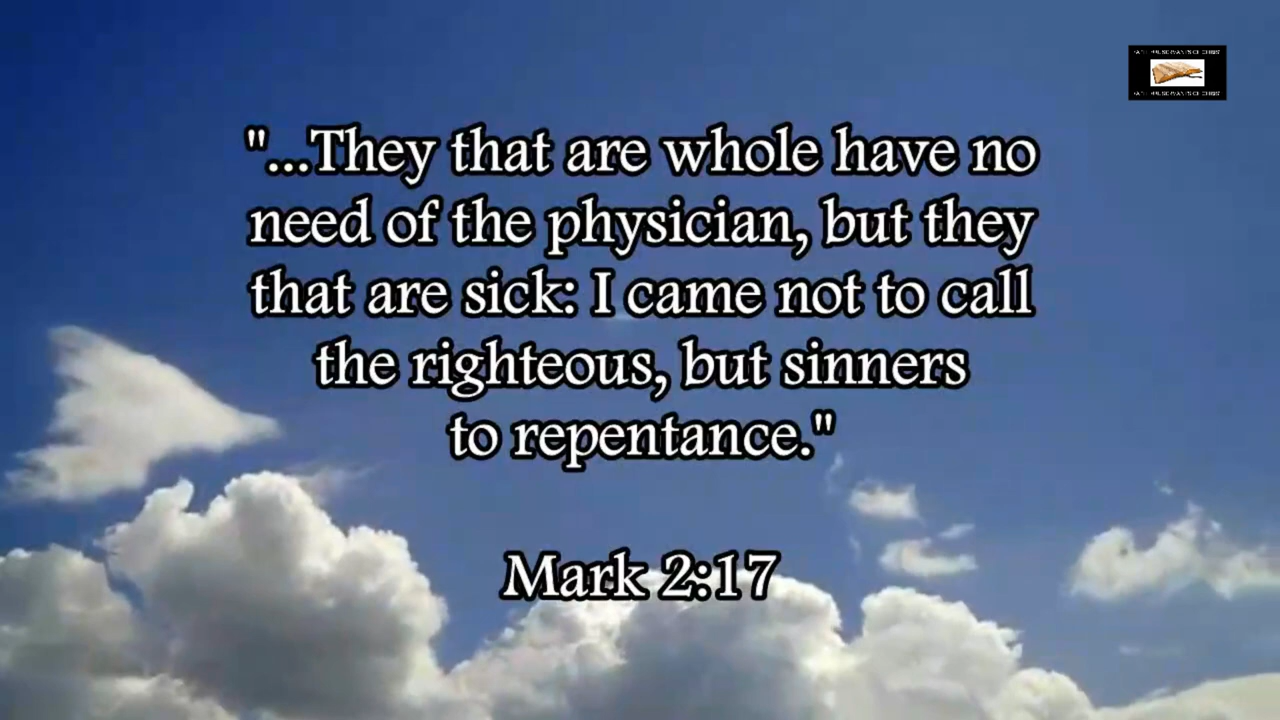 "...They that are whole have no
need of the physician, but they
that are sick: I came not to call
the righteous, but sinners
to repentance."
Mark 2:17